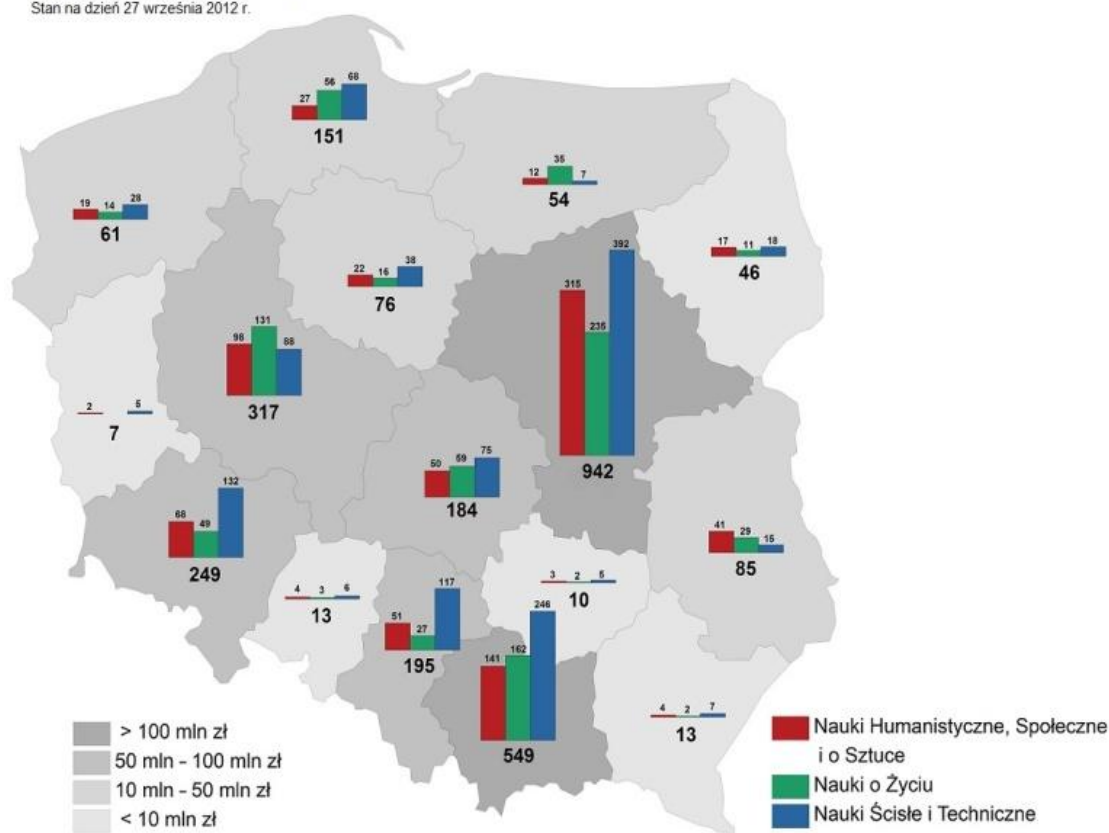 Stan na dzień 27 września 2012 r.
27 56 68
151
12 35 7
54
19 14 28
61
17 11 18
46
22 16 38
76
315 235 392
942
98 131 88
317
2 5
7
50 59 75
184
68 49 132
249
41 29 15
85
4 3 6
13
3 2 5
10
51 27 117
195
141 162 246
549
4 2 7
13
> 100 mln zł
50 mln - 100 mln zł
10 mln - 50 mln zł
< 10 mln zł
Nauki Humanistyczne, Społeczne
i o Sztuce
Nauki o Życiu
Nauki Ścisłe i Techniczne